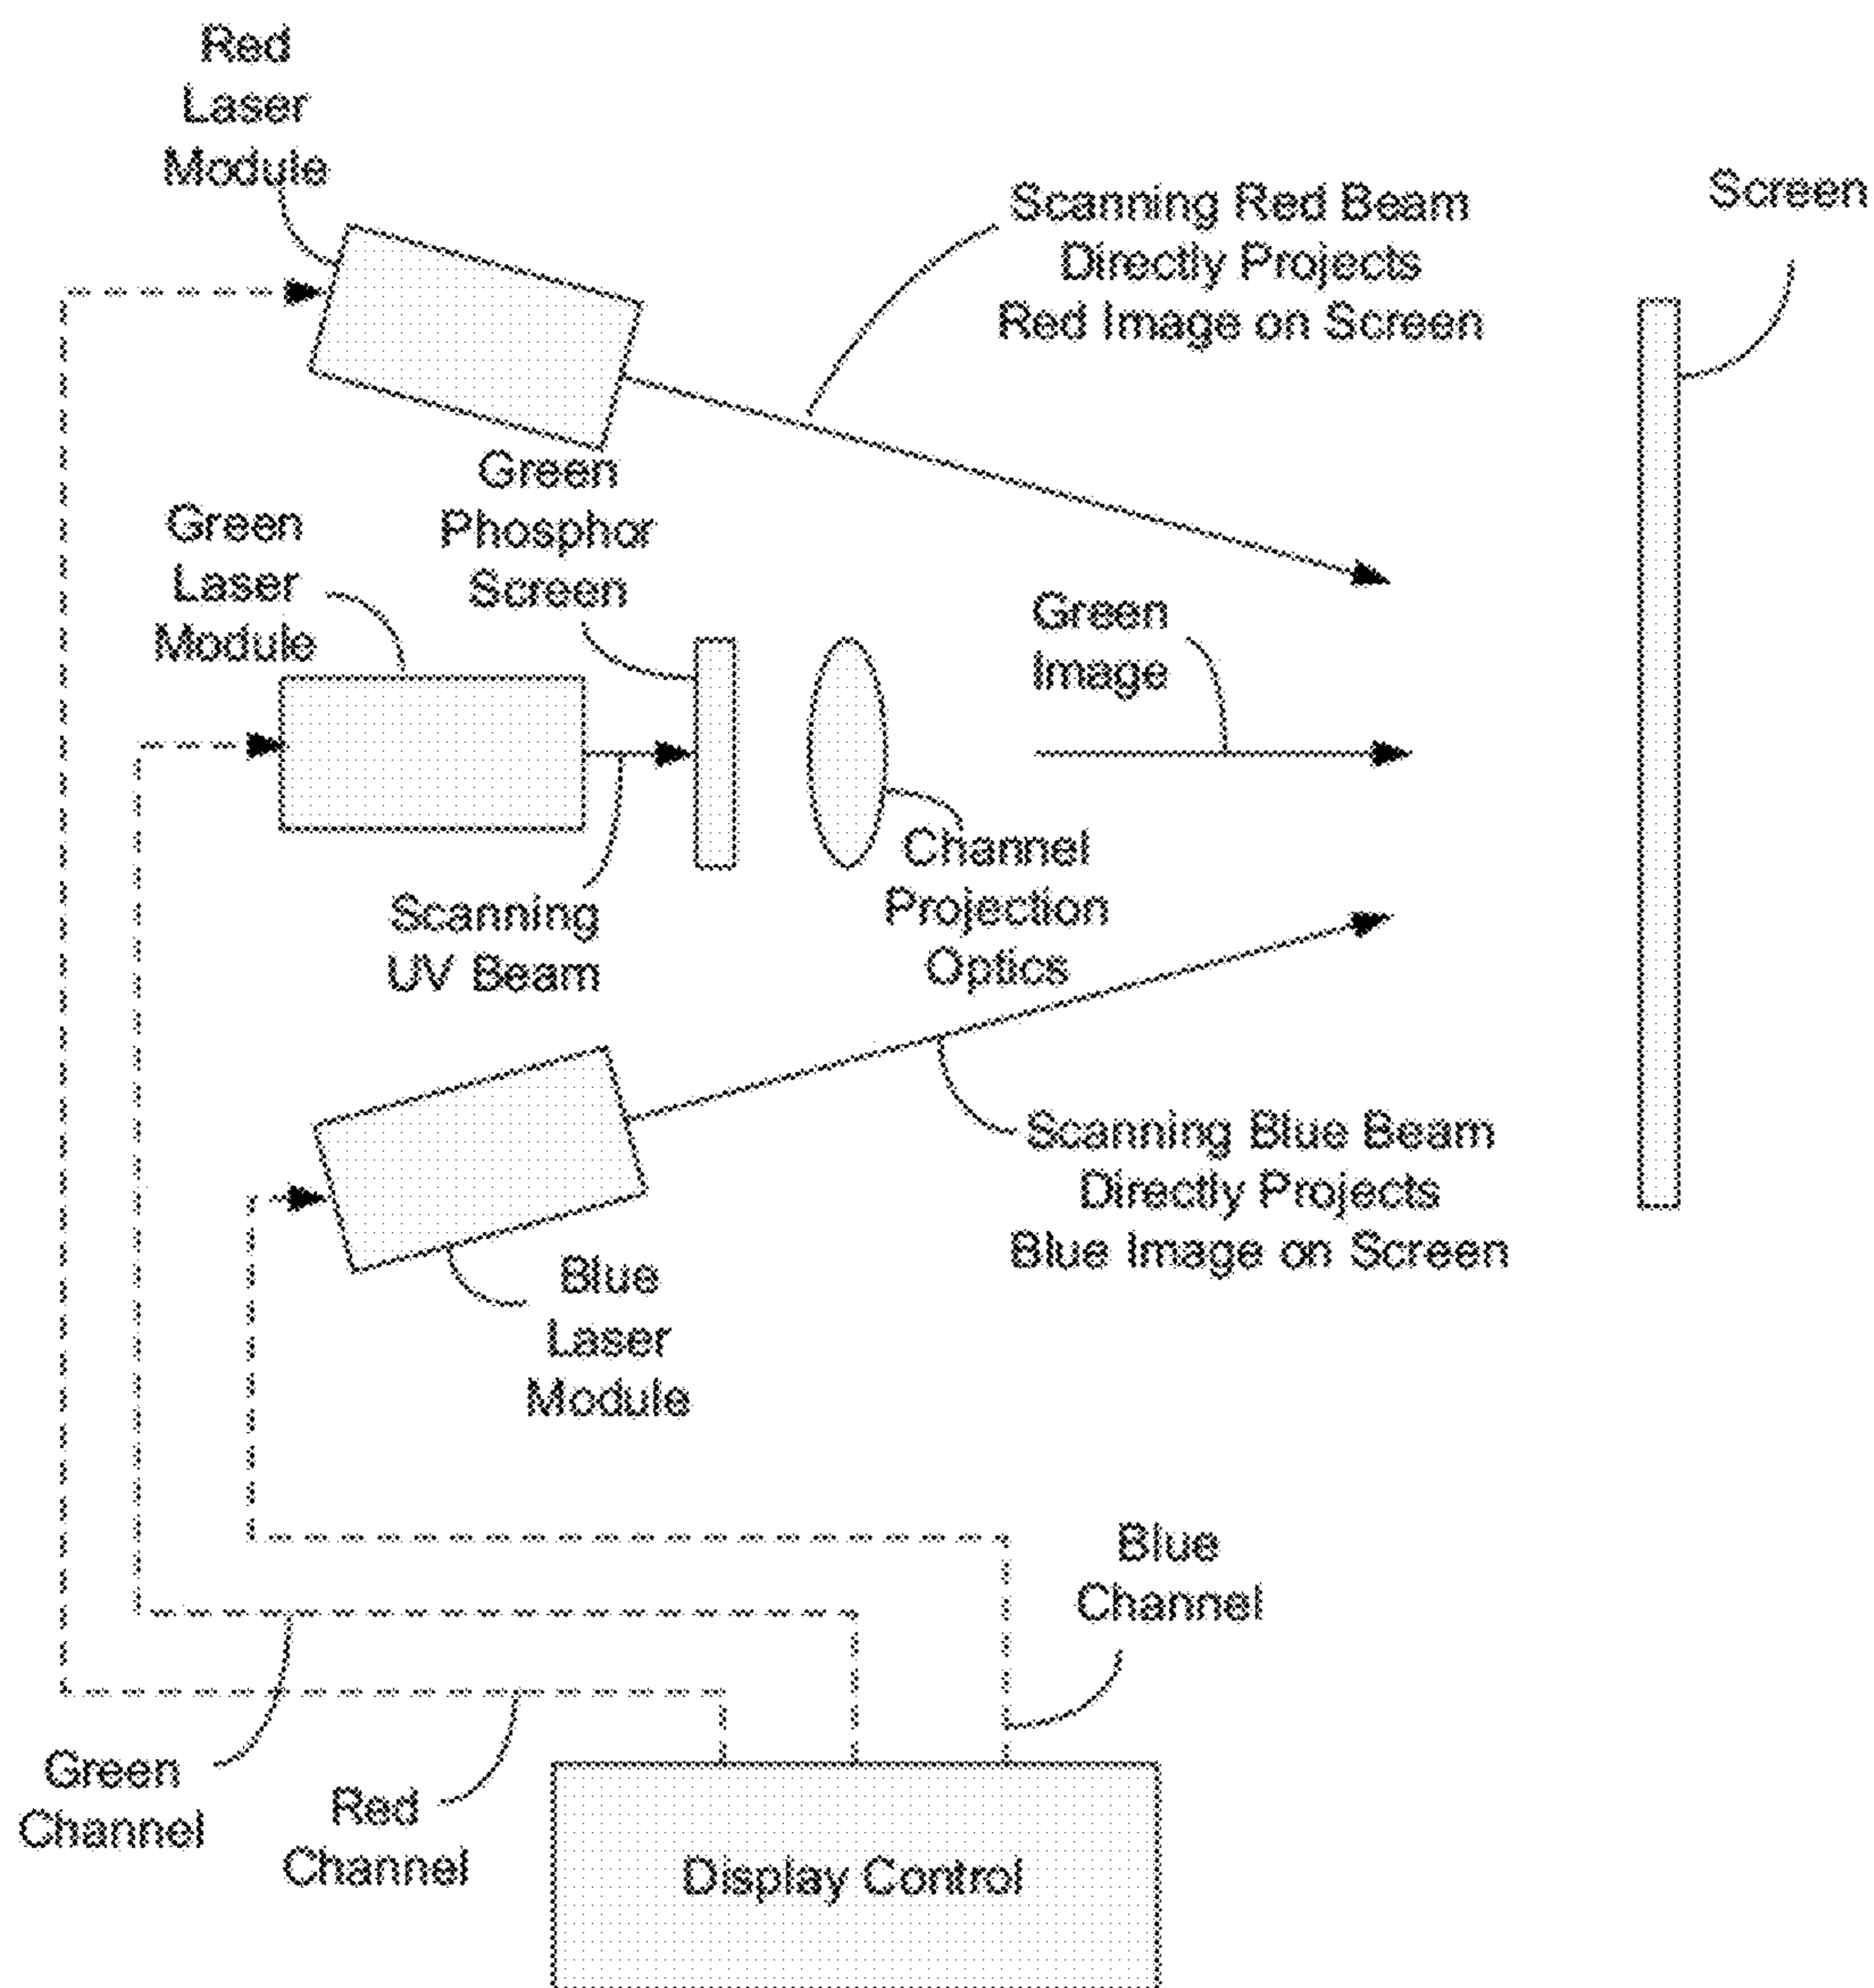 Red
Laser
Module
Scanning Red Beam
Directly Projects
Red Image on Screen
Screen
Green
Phosphor
Screen
Green
Laser
Module
Green
Image
Channel
Projection
Optics
Scanning
UV Beam
Scanning Blue Beam
Directly Projects
Blue Image on Screen
Blue
Laser
Module
Blue
Channel
Green
Channel
Red
Channel
Display Control